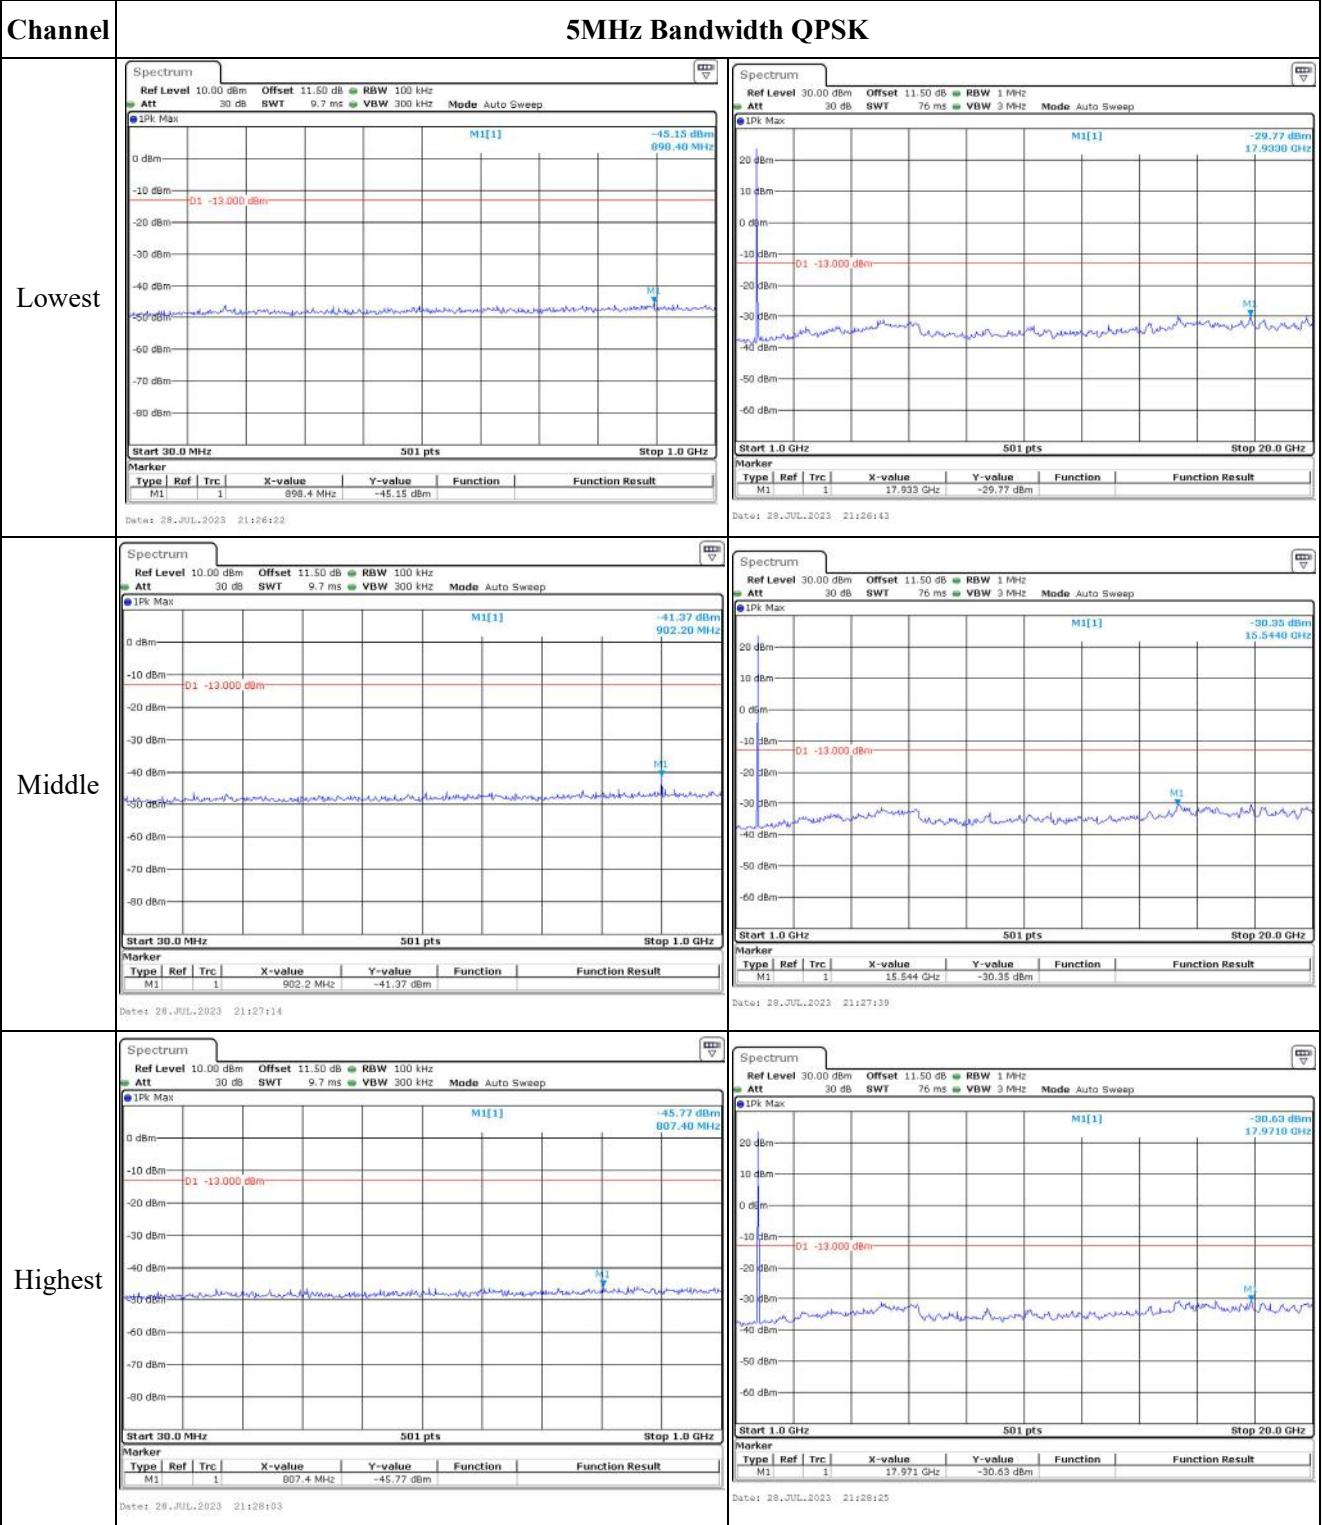 Channel
5MHz Bandwidth QPSK
Lowest
Spectrum
Ref Level 10.00 dBm Offset 11.50 dB RBW 100 kHz
Att 30 dB SWT 9.7 ms VBW 300 kHz Mode Auto Sweep
1Pk Max
M1[1] -45.15 dBm
898.40 MHz
0 dBm
-10 dBm
D1 -13.000 dBm
-20 dBm
-30 dBm
-40 dBm
M1
-50 dBm
-60 dBm
-70 dBm
-80 dBm
Start 30.0 MHz 501 pts Stop 1.0 GHz
Marker
Type Ref Trc X-value Y-value Function Function Result
M1 1 898.4 MHz -45.15 dBm
Date: 28.JUL.2023 21:26:22
Spectrum
Ref Level 30.00 dBm Offset 11.50 dB RBW 1 MHz
Att 30 dB SWT 76 ms VBW 3 MHz Mode Auto Sweep
1Pk Max
M1[1] -29.77 dBm
17.9330 GHz
20 dBm
10 dBm
0 dBm
-10 dBm
D1 -13.000 dBm
-20 dBm
M1
-30 dBm
-40 dBm
-50 dBm
-60 dBm
Start 1.0 GHz 501 pts Stop 20.0 GHz
Marker
Type Ref Trc X-value Y-value Function Function Result
M1 1 17.933 GHz -29.77 dBm
Date: 28.JUL.2023 21:26:43
Middle
Spectrum
Ref Level 10.00 dBm Offset 11.50 dB RBW 100 kHz
Att 30 dB SWT 9.7 ms VBW 300 kHz Mode Auto Sweep
1Pk Max
M1[1] -41.37 dBm
902.20 MHz
0 dBm
-10 dBm
D1 -13.000 dBm
-20 dBm
-30 dBm
-40 dBm
M1
-50 dBm
-60 dBm
-70 dBm
-80 dBm
Start 30.0 MHz 501 pts Stop 1.0 GHz
Marker
Type Ref Trc X-value Y-value Function Function Result
M1 1 902.2 MHz -41.37 dBm
Date: 28.JUL.2023 21:27:14
Spectrum
Ref Level 30.00 dBm Offset 11.50 dB RBW 1 MHz
Att 30 dB SWT 76 ms VBW 3 MHz Mode Auto Sweep
1Pk Max
M1[1] -30.35 dBm
15.5440 GHz
20 dBm
10 dBm
0 dBm
-10 dBm
D1 -13.000 dBm
-20 dBm
M1
-30 dBm
-40 dBm
-50 dBm
-60 dBm
Start 1.0 GHz 501 pts Stop 20.0 GHz
Marker
Type Ref Trc X-value Y-value Function Function Result
M1 1 15.544 GHz -30.35 dBm
Date: 28.JUL.2023 21:27:39
Highest
Spectrum
Ref Level 10.00 dBm Offset 11.50 dB RBW 100 kHz
Att 30 dB SWT 9.7 ms VBW 300 kHz Mode Auto Sweep
1Pk Max
M1[1] -45.77 dBm
807.40 MHz
0 dBm
-10 dBm
D1 -13.000 dBm
-20 dBm
-30 dBm
-40 dBm
M1
-50 dBm
-60 dBm
-70 dBm
-80 dBm
Start 30.0 MHz 501 pts Stop 1.0 GHz
Marker
Type Ref Trc X-value Y-value Function Function Result
M1 1 807.4 MHz -45.77 dBm
Date: 28.JUL.2023 21:28:03
Spectrum
Ref Level 30.00 dBm Offset 11.50 dB RBW 1 MHz
Att 30 dB SWT 76 ms VBW 3 MHz Mode Auto Sweep
1Pk Max
M1[1] -30.63 dBm
17.9710 GHz
20 dBm
10 dBm
0 dBm
-10 dBm
D1 -13.000 dBm
-20 dBm
M1
-30 dBm
-40 dBm
-50 dBm
-60 dBm
Start 1.0 GHz 501 pts Stop 20.0 GHz
Marker
Type Ref Trc X-value Y-value Function Function Result
M1 1 17.971 GHz -30.63 dBm
Date: 28.JUL.2023 21:28:25